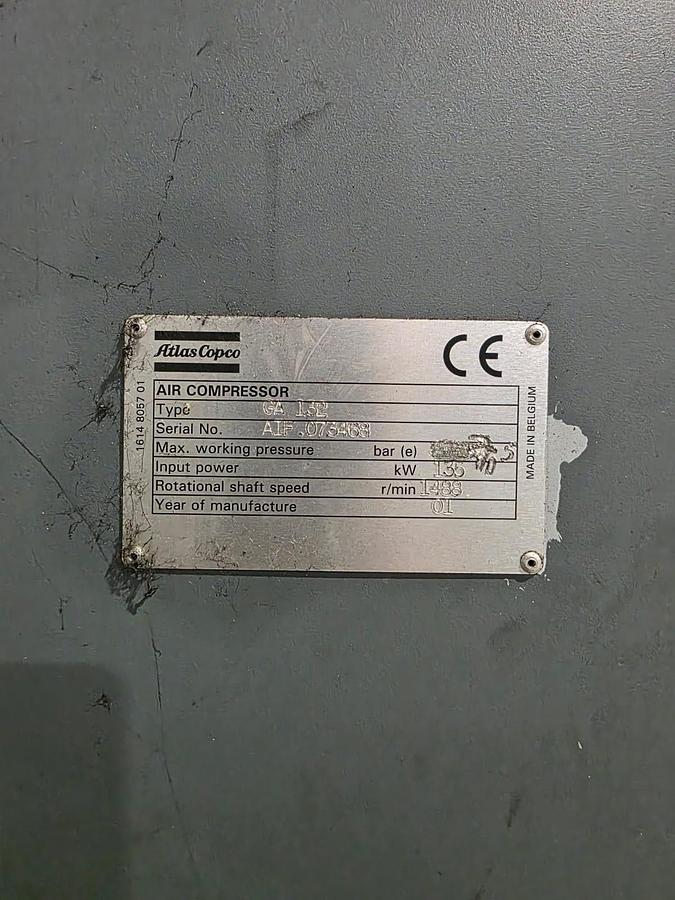 Atlas Copco
CE
AIR COMPRESSOR
Type GA 132
Serial No. AIF.073468
Max. working pressure bar (e)
Input power kW 135
Rotational shaft speed r/min 1488
Year of manufacture 01
1614 8057 01
MADE IN BELGIUM